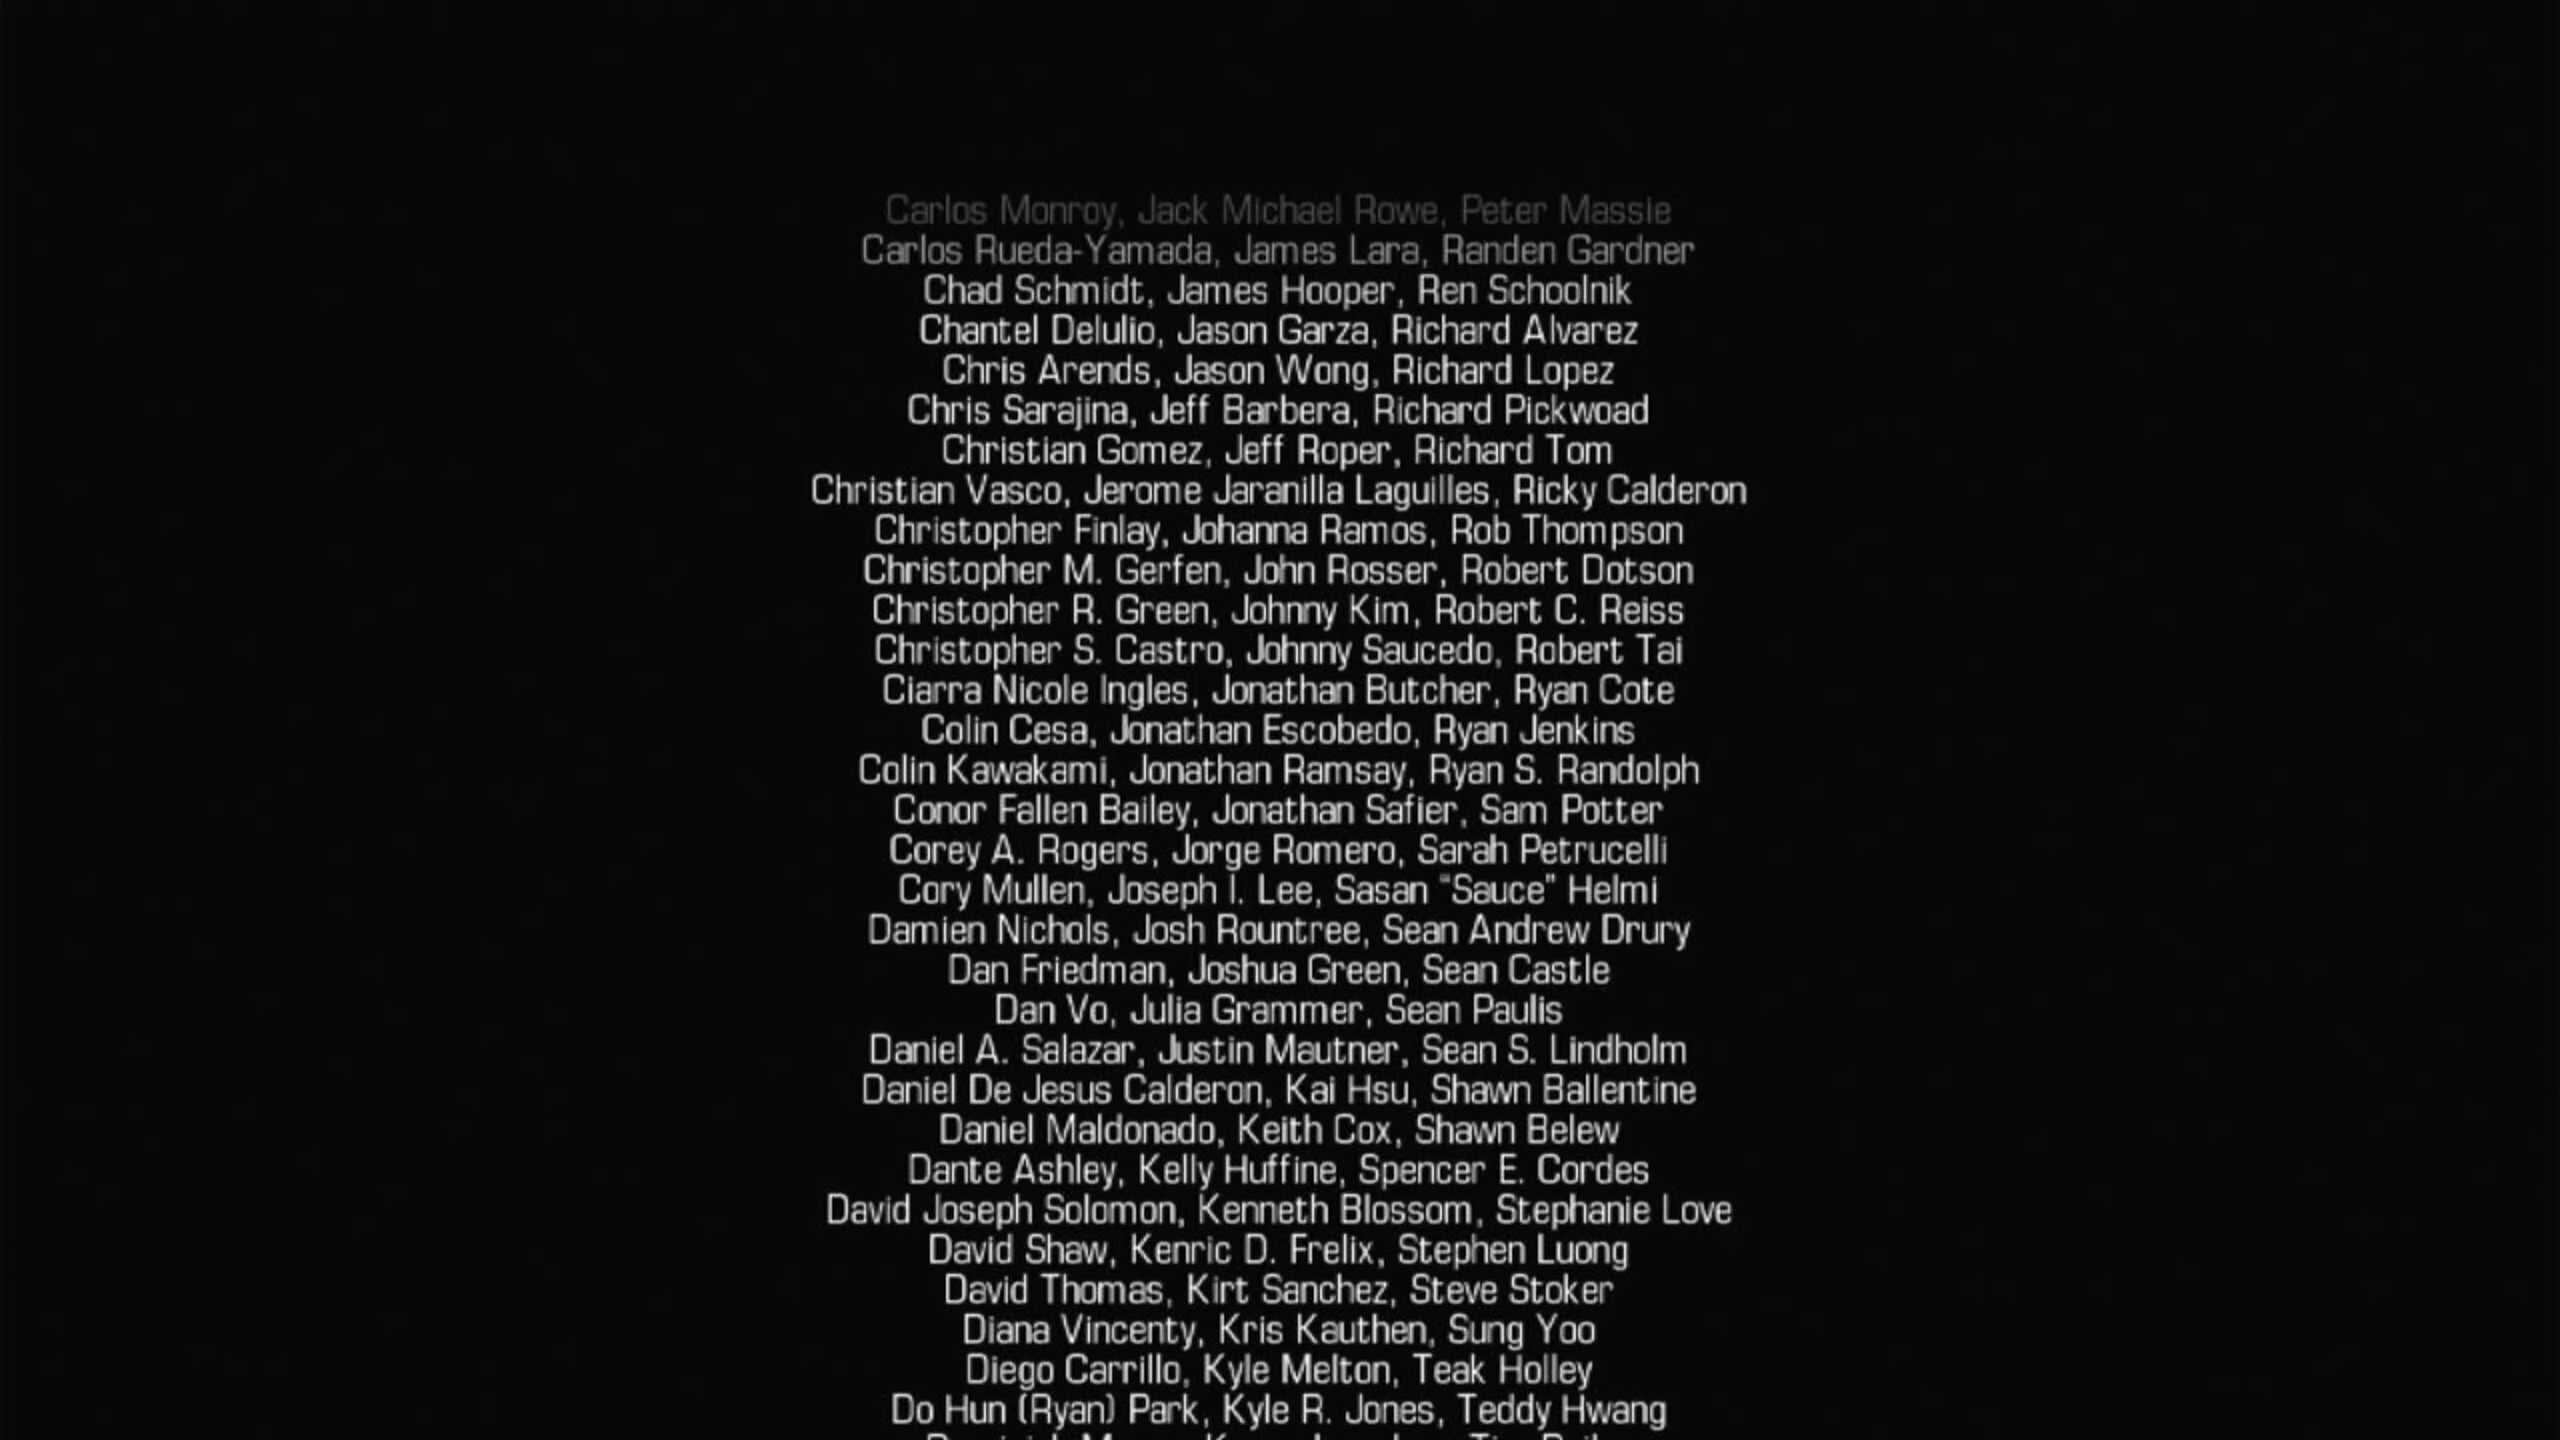 Carlos Monroy, Jack Michael Rowe, Peter Massie
Carlos Rueda-Yamada, James Lara, Randen Gardner
Chad Schmidt, James Hooper, Ren Schoolnik
Chantel Delulio, Jason Garza, Richard Alvarez
Chris Arends, Jason Wong, Richard Lopez
Chris Sarajina, Jeff Barbera, Richard Pickwoad
Christian Gomez, Jeff Roper, Richard Tom
Christian Vasco, Jerome Jaranilla Laguilles, Ricky Calderon
Christopher Finlay, Johanna Ramos, Rob Thompson
Christopher M. Gerfen, John Rosser, Robert Dotson
Christopher R. Green, Johnny Kim, Robert C. Reiss
Christopher S. Castro, Johnny Saucedo, Robert Tai
Ciarra Nicole Ingles, Jonathan Butcher, Ryan Cote
Colin Cesa, Jonathan Escobedo, Ryan Jenkins
Colin Kawakami, Jonathan Ramsay, Ryan S. Randolph
Conor Fallen Bailey, Jonathan Safier, Sam Potter
Corey A. Rogers, Jorge Romero, Sarah Petrucelli
Cory Mullen, Joseph I. Lee, Sasan “Sauce” Helmi
Damien Nichols, Josh Rountree, Sean Andrew Drury
Dan Friedman, Joshua Green, Sean Castle
Dan Vo, Julia Grammer, Sean Paulis
Daniel A. Salazar, Justin Mautner, Sean S. Lindholm
Daniel De Jesus Calderon, Kai Hsu, Shawn Ballentine
Daniel Maldonado, Keith Cox, Shawn Belew
Dante Ashley, Kelly Huffine, Spencer E. Cordes
David Joseph Solomon, Kenneth Blossom, Stephanie Love
David Shaw, Kenric D. Frelix, Stephen Luong
David Thomas, Kirt Sanchez, Steve Stoker
Diana Vincenty, Kris Kauthen, Sung Yoo
Diego Carrillo, Kyle Melton, Teak Holley
Do Hun (Ryan) Park, Kyle R. Jones, Teddy Hwang